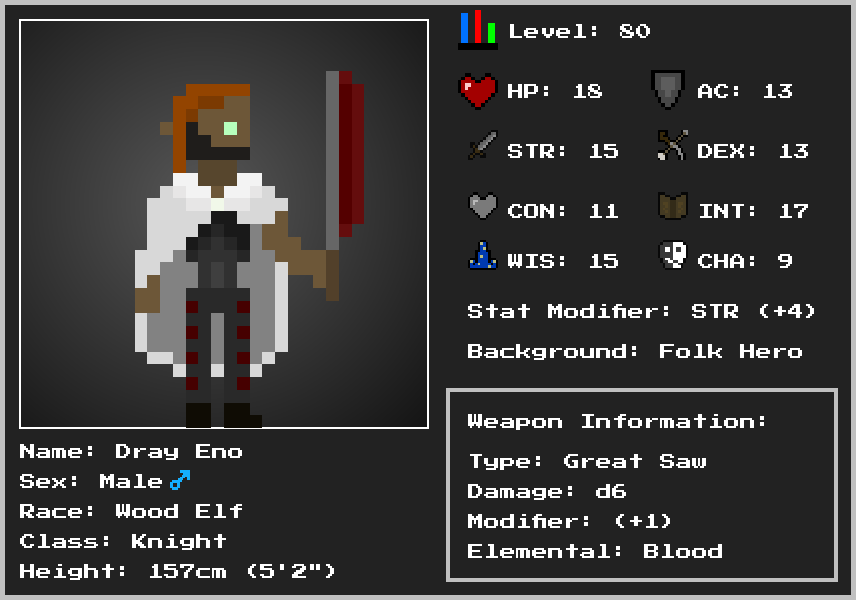 Level: 80
HP: 18
AC: 13
STR: 15
DEX: 13
CON: 11
INT: 17
WIS: 15
CHA: 9
Stat Modifier: STR (+4)
Background: Folk Hero
Weapon Information:
Type: Great Saw
Damage: d6
Modifier: (+1)
Elemental: Blood
Name: Dray Eno
Sex: Male♂
Race: Wood Elf
Class: Knight
Height: 157cm (5'2")